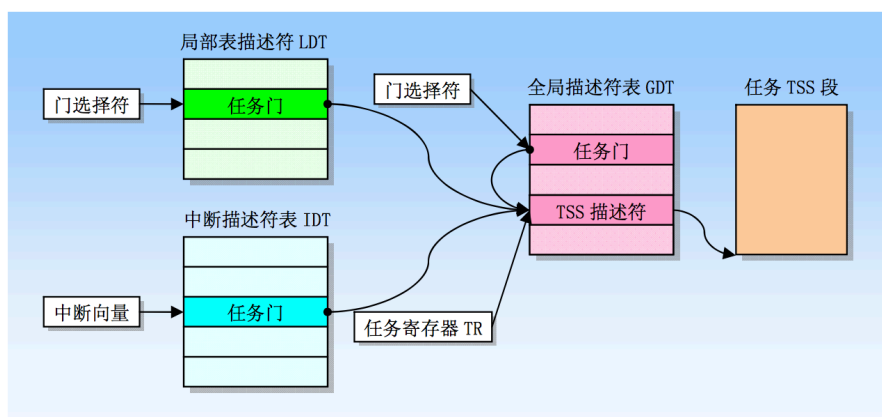 局部表描述符 LDT
门选择符
任务门
门选择符
全局描述符表 GDT
任务门
TSS 描述符
任务 TSS 段
中断描述符表 IDT
中断向量
任务门
任务寄存器 TR